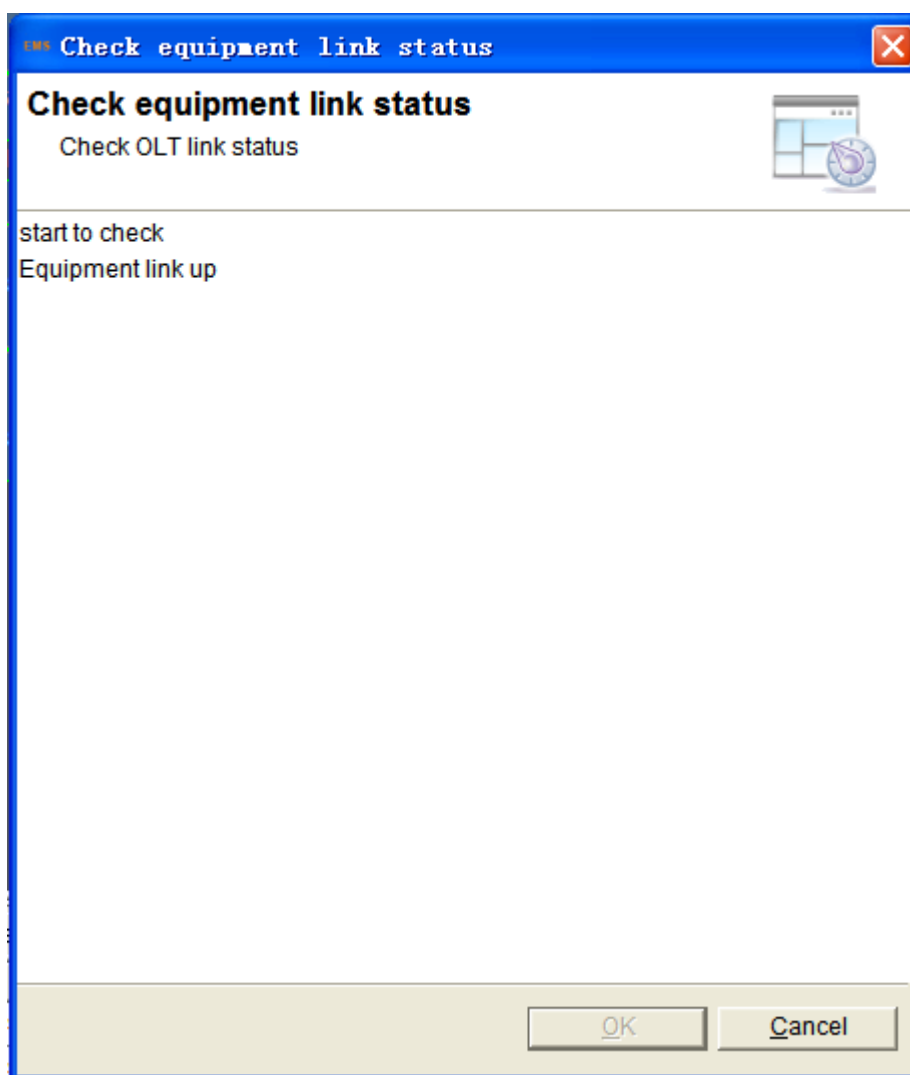 EMS Check equipment link status
Check equipment link status
Check OLT link status
start to check
Equipment link up
OK Cancel